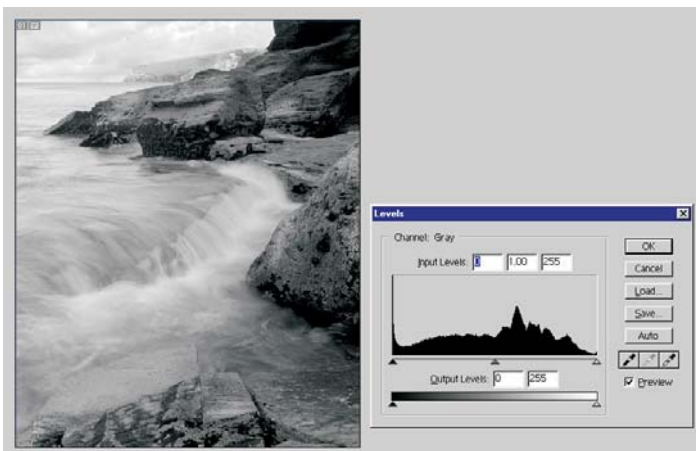 Levels
Channel: Gray
Input Levels: 0 1.00 255
OK
Cancel
Load...
Save...
Auto
Output Levels: 0 255
Preview